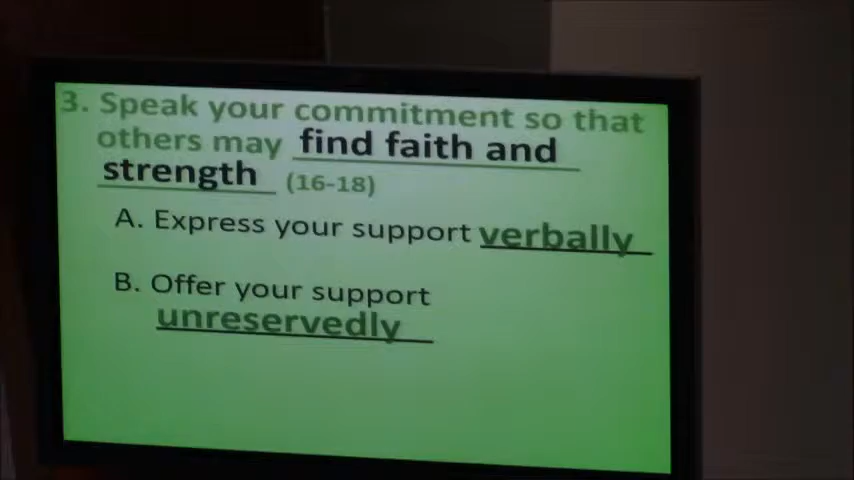 3. Speak your commitment so that
others may find faith and
strength (16-18)
A. Express your support verbally
B. Offer your support
unreservedly